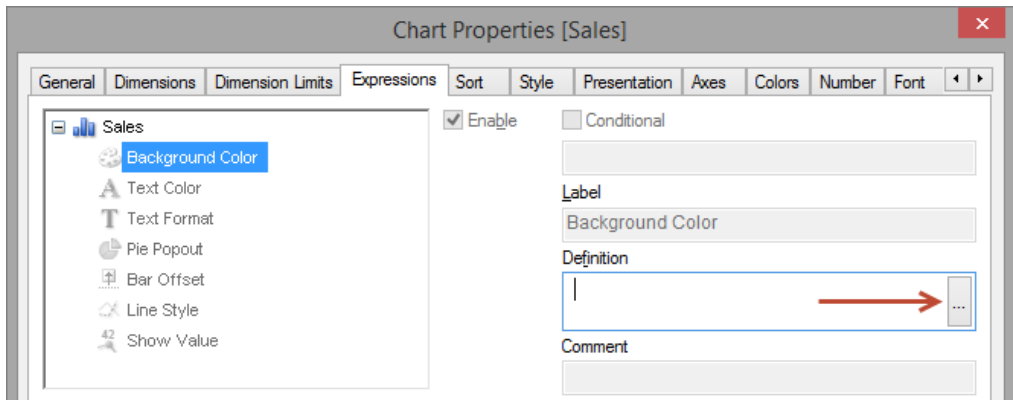 Chart Properties [Sales]
General Dimensions Dimension Limits Expressions Sort Style Presentation Axes Colors Number Font
Sales
Background Color
Text Color
Text Format
Pie Popout
Bar Offset
Line Style
42 Show Value
Enable
Conditional
Label
Background Color
Definition
...
Comment